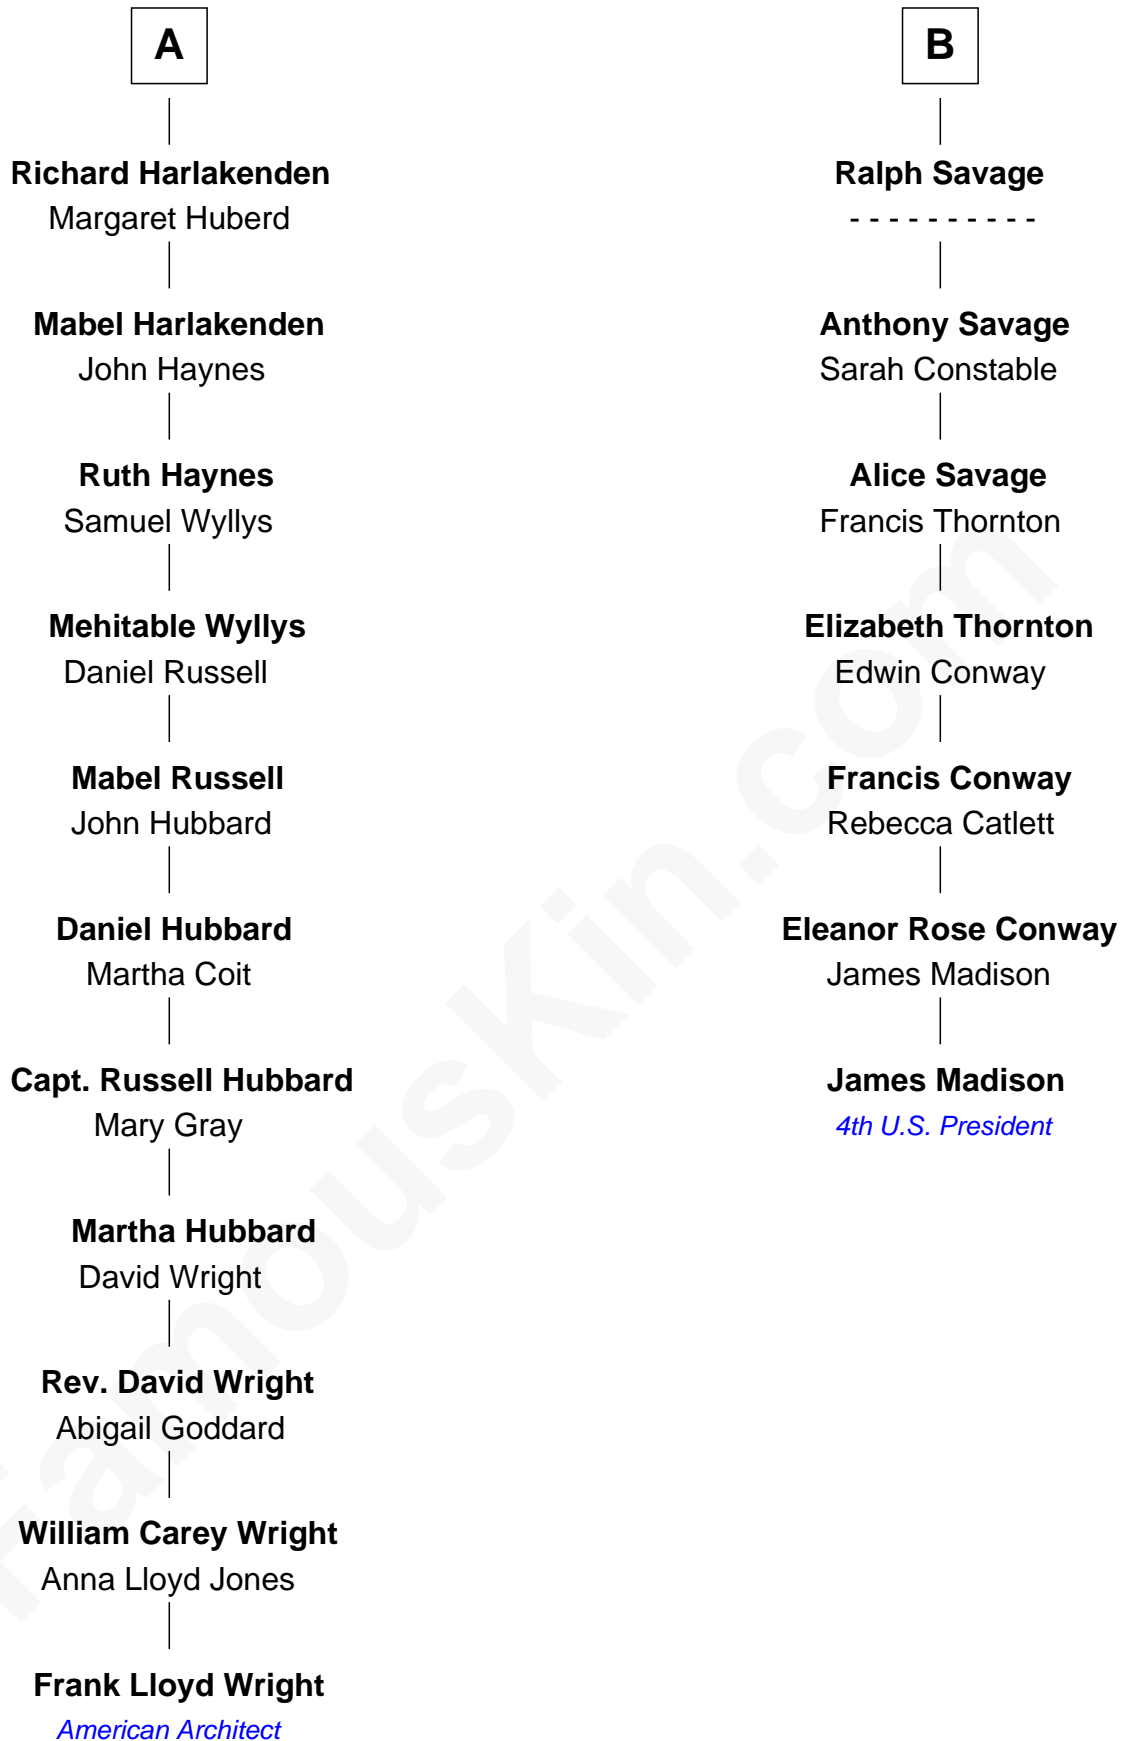 A
Richard Harlakenden
Margaret Huberd
Mabel Harlakenden
John Haynes
Ruth Haynes
Samuel Wyllys
Mehitable Wyllys
Daniel Russell
Mabel Russell
John Hubbard
Daniel Hubbard
Martha Coit
Capt. Russell Hubbard
Mary Gray
Martha Hubbard
David Wright
Rev. David Wright
Abigail Goddard
William Carey Wright
Anna Lloyd Jones
Frank Lloyd Wright
American Architect
B
Ralph Savage
- - - - - - - - - -
Anthony Savage
Sarah Constable
Alice Savage
Francis Thornton
Elizabeth Thornton
Edwin Conway
Francis Conway
Rebecca Catlett
Eleanor Rose Conway
James Madison
James Madison
4th U.S. President
FamousKin.com